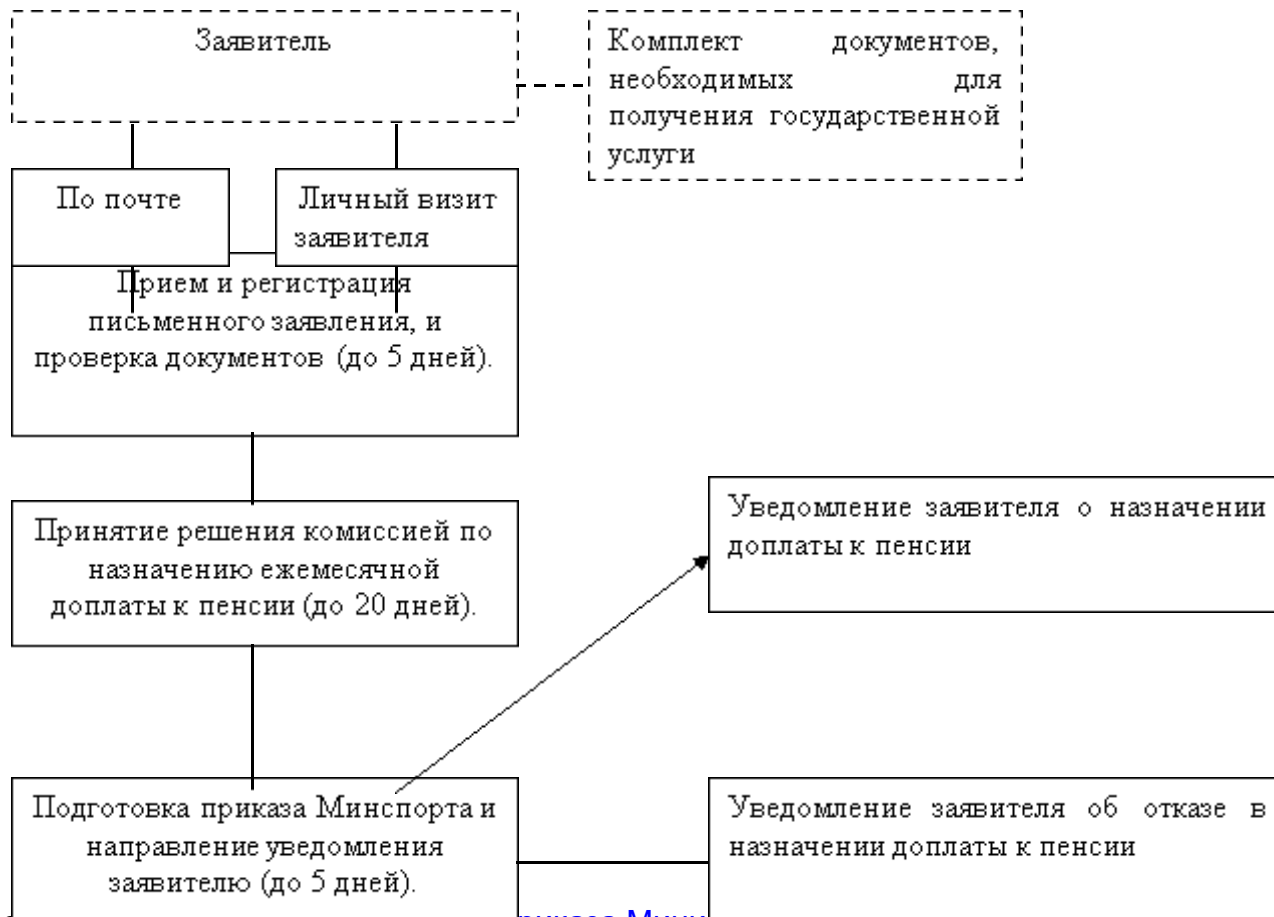 Заявитель
Комплект документов,
необходимых для
получения государственной
услуги
По почте
Личный визит
заявителя
Прием и регистрация
письменного заявления, и
проверка документов (до 5 дней).
Принятие решения комиссией по
назначению ежемесячной
доплаты к пенсии (до 20 дней).
Уведомление заявителя о назначении
доплаты к пенсии
Подготовка приказа Минспорта и
направление уведомления
заявителю (до 5 дней).
Уведомление заявителя об отказе в
назначении доплаты к пенсии